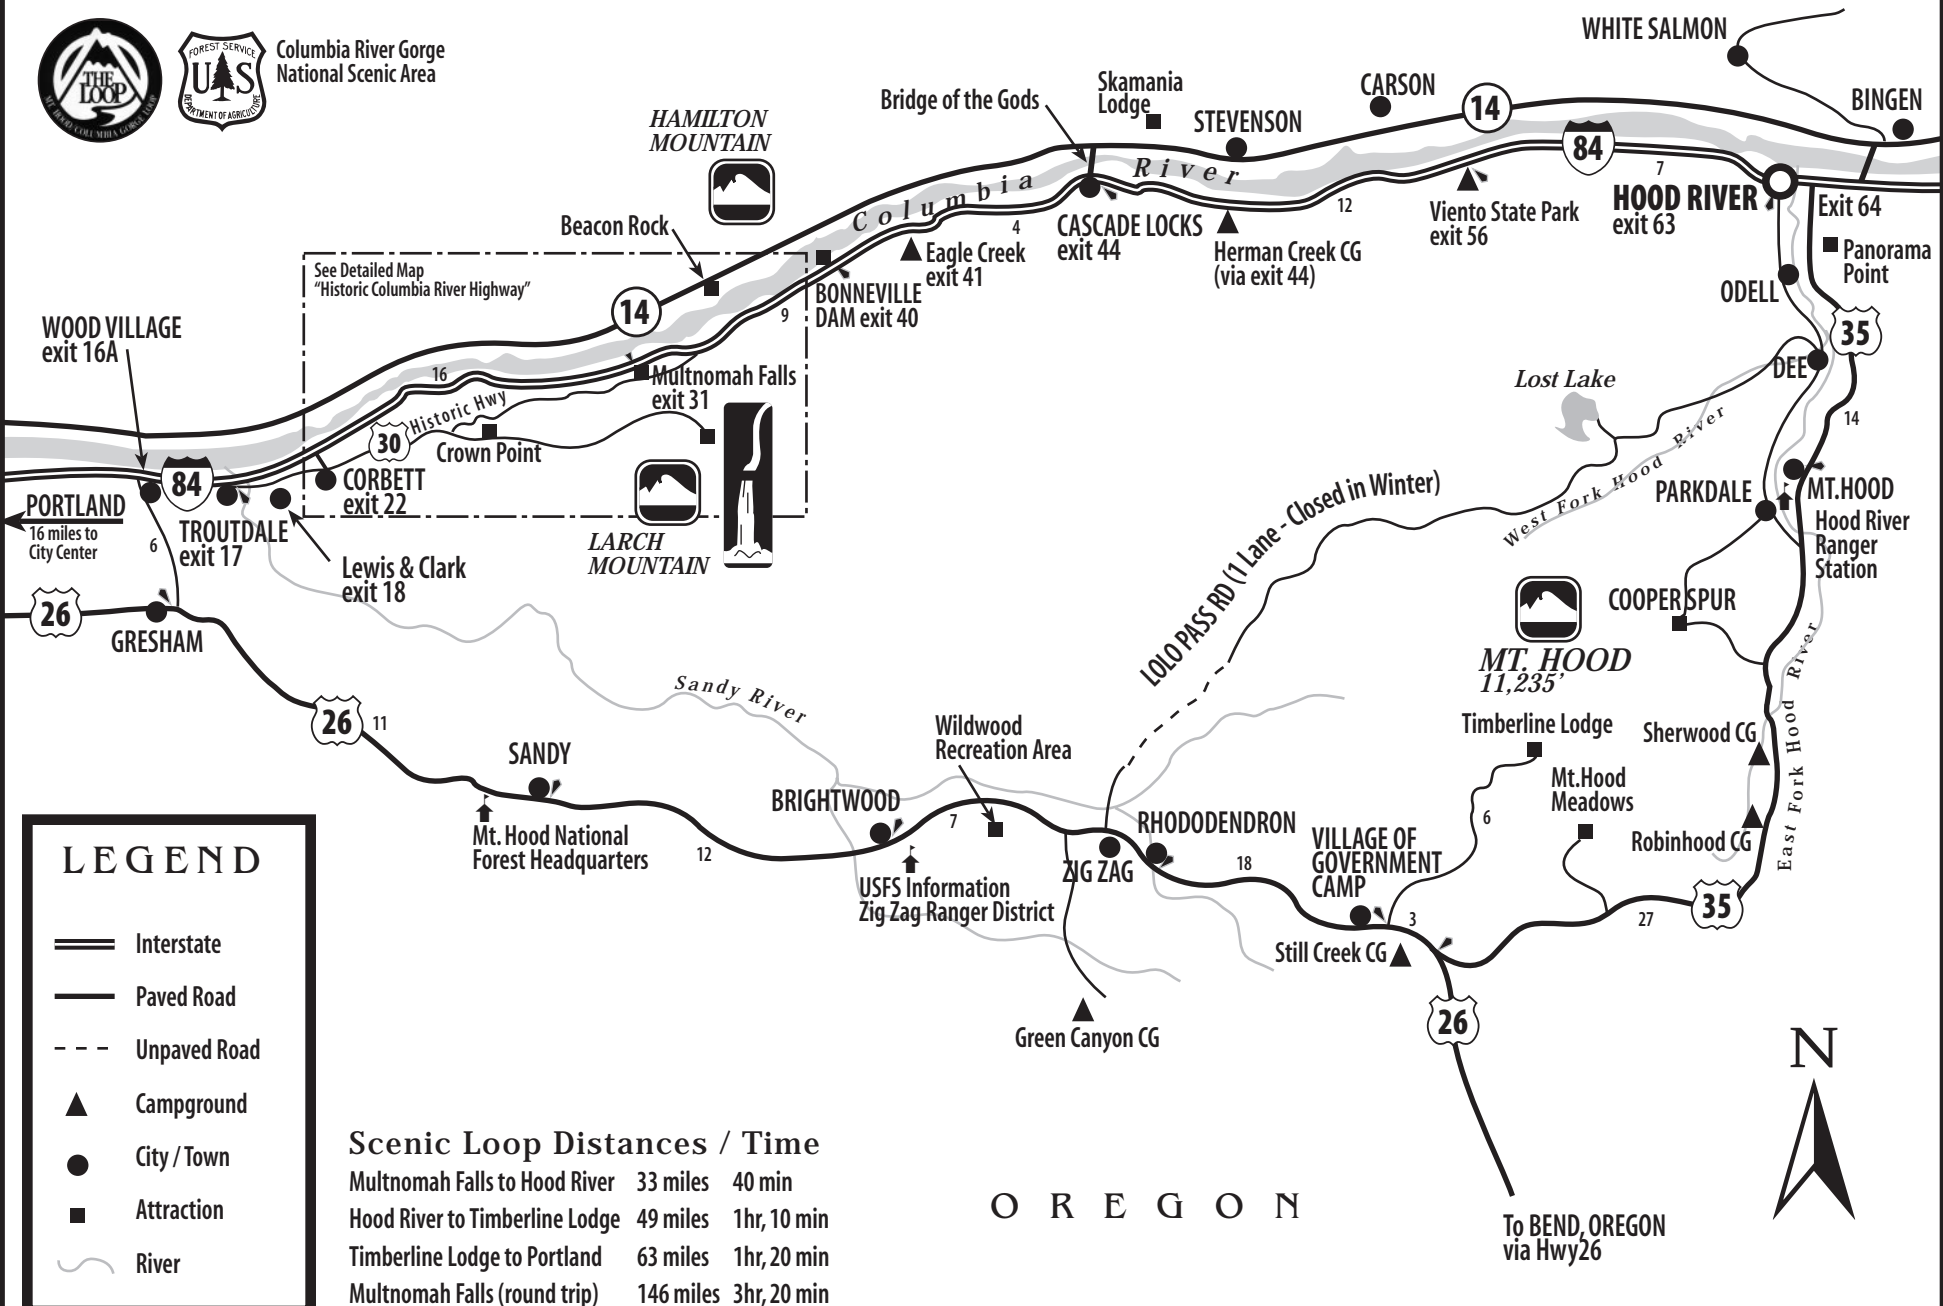 THE
LOOP
MT. HOOD/COLUMBIA GORGE LOOP
FOREST SERVICE
US
DEPARTMENT OF AGRICULTURE
Columbia River Gorge
National Scenic Area
WHITE SALMON
BINGEN
CARSON
14
Skamania
Lodge
Bridge of the Gods
STEVENSON
HAMILTON
MOUNTAIN
84
7
HOOD RIVER
exit 63
Exit 64
Panorama
Point
Columbia River
12
Viento State Park
exit 56
4
CASCADE LOCKS
exit 44
Herman Creek CG
(via exit 44)
Eagle Creek
exit 41
BONNEVILLE
DAM exit 40
9
Beacon Rock
See Detailed Map
“Historic Columbia River Highway”
14
ODELL
35
DEE
WOOD VILLAGE
exit 16A
16
Multnomah Falls
exit 31
Historic Hwy
30
Crown Point
Lost Lake
14
West Fork Hood River
84
CORBETT
exit 22
PORTLAND
16 miles to
City Center
TROUTDALE
exit 17
6
Lewis & Clark
exit 18
LARCH
MOUNTAIN
LOLO PASS RD (1 Lane - Closed in Winter)
PARKDALE
MT.HOOD
Hood River
Ranger
Station
26
GRESHAM
COOPER SPUR
MT. HOOD
11,235’
East Fork Hood River
Sandy River
26
11
SANDY
Mt. Hood National
Forest Headquarters
12
BRIGHTWOOD
Wildwood
Recreation Area
7
USFS Information
Zig Zag Ranger District
ZIG ZAG
RHODODENDRON
18
VILLAGE OF
GOVERNMENT
CAMP
Timberline Lodge
6
Mt.Hood
Meadows
Sherwood CG
Robinhood CG
35
27
3
Still Creek CG
Green Canyon CG
26
To BEND, OREGON
via Hwy26
N
OREGON
LEGEND
Interstate
Paved Road
Unpaved Road
Campground
City / Town
Attraction
River
Scenic Loop Distances / Time
Multnomah Falls to Hood River 33 miles 40 min
Hood River to Timberline Lodge 49 miles 1hr, 10 min
Timberline Lodge to Portland 63 miles 1hr, 20 min
Multnomah Falls (round trip) 146 miles 3hr, 20 min